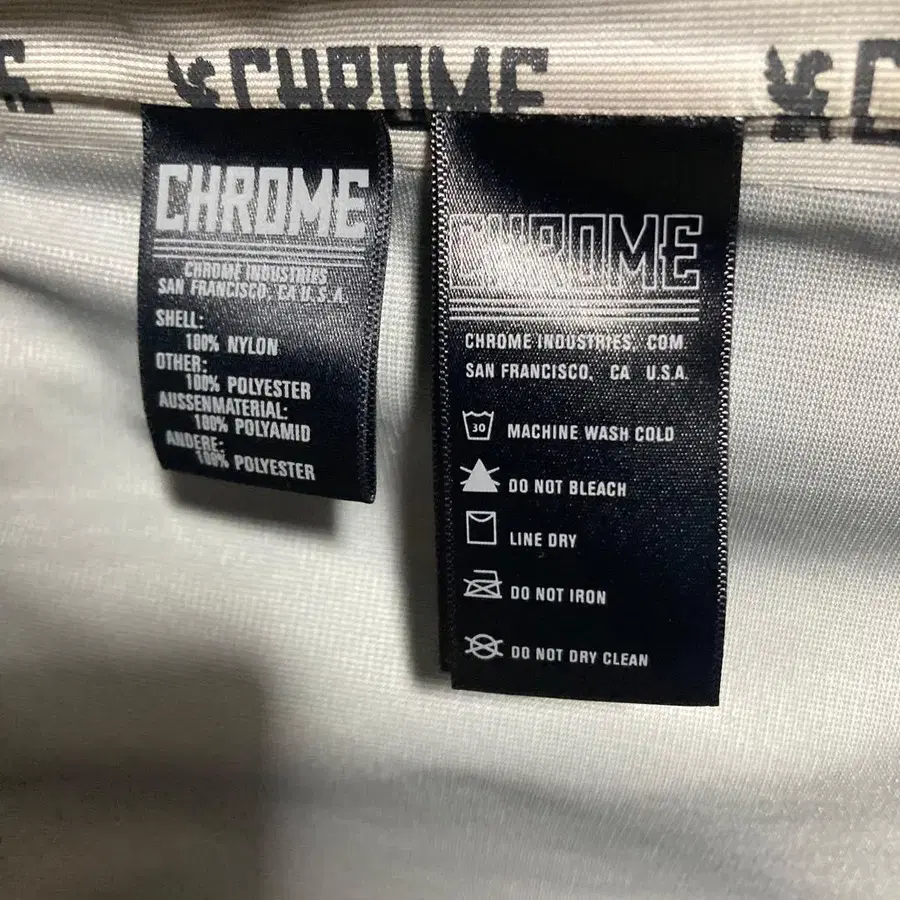 CHROME
CHROME
CHROME INDUSTRIES
SAN FRANCISCO, CA U.S.A.
SHELL:
100% NYLON
OTHER:
100% POLYESTER
AUSSENMATERIAL:
100% POLYAMID
ANDERE:
100% POLYESTER
CHROME
CHROME INDUSTRIES. COM
SAN FRANCISCO, CA U.S.A.
30 MACHINE WASH COLD
DO NOT BLEACH
LINE DRY
DO NOT IRON
DO NOT DRY CLEAN